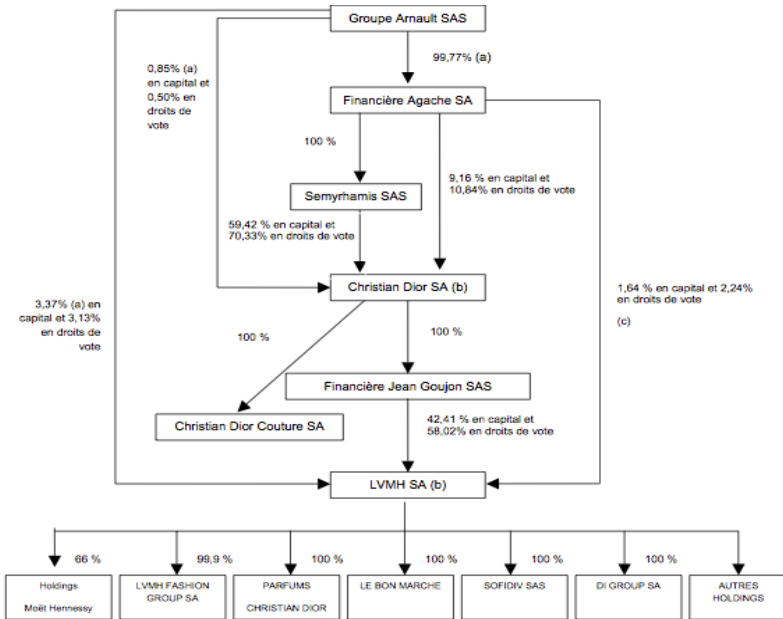 Groupe Arnault SAS
0,85% (a)
en capital et
0,50% en
droits de
vote
99,77% (a)
Financière Agache SA
100 %
9,16 % en capital et
10,84% en droits de vote
Semyrhamis SAS
59,42 % en capital et
70,33% en droits de vote
Christian Dior SA (b)
3,37% (a) en
capital et 3,13%
en droits de
vote
1,64 % en capital et 2,24%
en droits de vote
(c)
100 %
100 %
Financière Jean Goujon SAS
Christian Dior Couture SA
42,41 % en capital et
58,02% en droits de vote
LVMH SA (b)
66 %
99,9 %
100 %
100 %
100 %
100 %
Holdings
Moët Hennessy
LVMH FASHION
GROUP SA
PARFUMS
CHRISTIAN DIOR
LE BON MARCHE
SOFIDIV SAS
DI GROUP SA
AUTRES
HOLDINGS